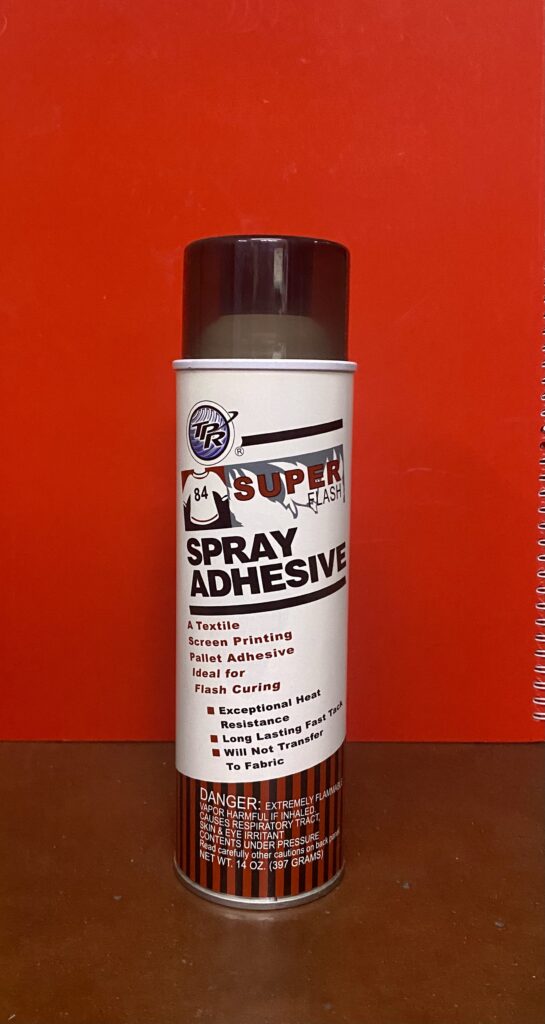 TPR
®
84
SUPER
FLASH
SPRAY
ADHESIVE
A Textile
Screen Printing
Pallet Adhesive
Ideal for
Flash Curing
Exceptional Heat
Resistance
Long Lasting Fast Tack
Will Not Transfer
To Fabric
DANGER: EXTREMELY FLAMMABLE
VAPOR HARMFUL IF INHALED.
CAUSES RESPIRATORY TRACT,
SKIN & EYE IRRITANT
CONTENTS UNDER PRESSURE
Read carefully other cautions on back panel
NET WT. 14 OZ. (397 GRAMS)